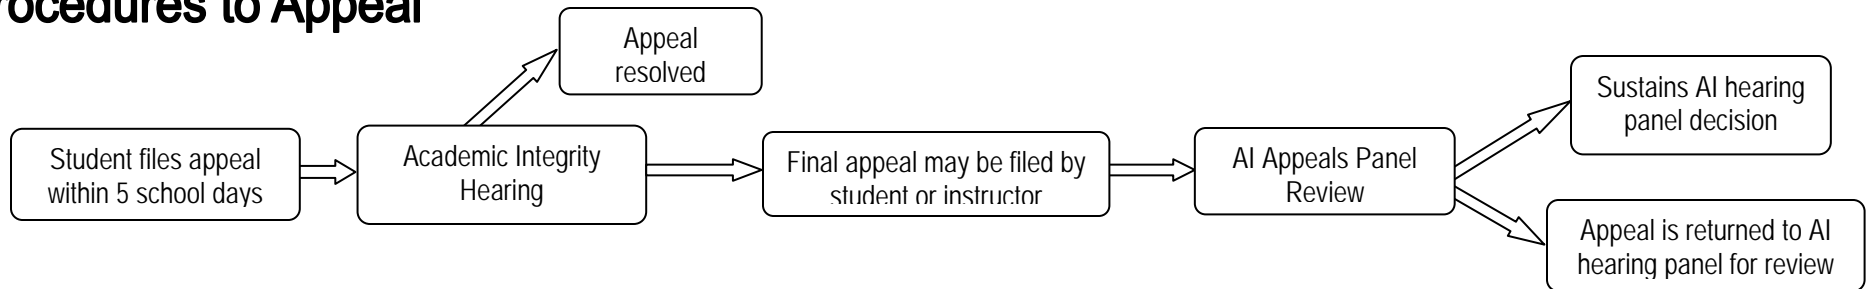 rocedures to Appeal
Appeal
resolved
Student files appeal
within 5 school days
Academic Integrity
Hearing
Final appeal may be filed by
student or instructor
AI Appeals Panel
Review
Sustains AI hearing
panel decision
Appeal is returned to AI
hearing panel for review